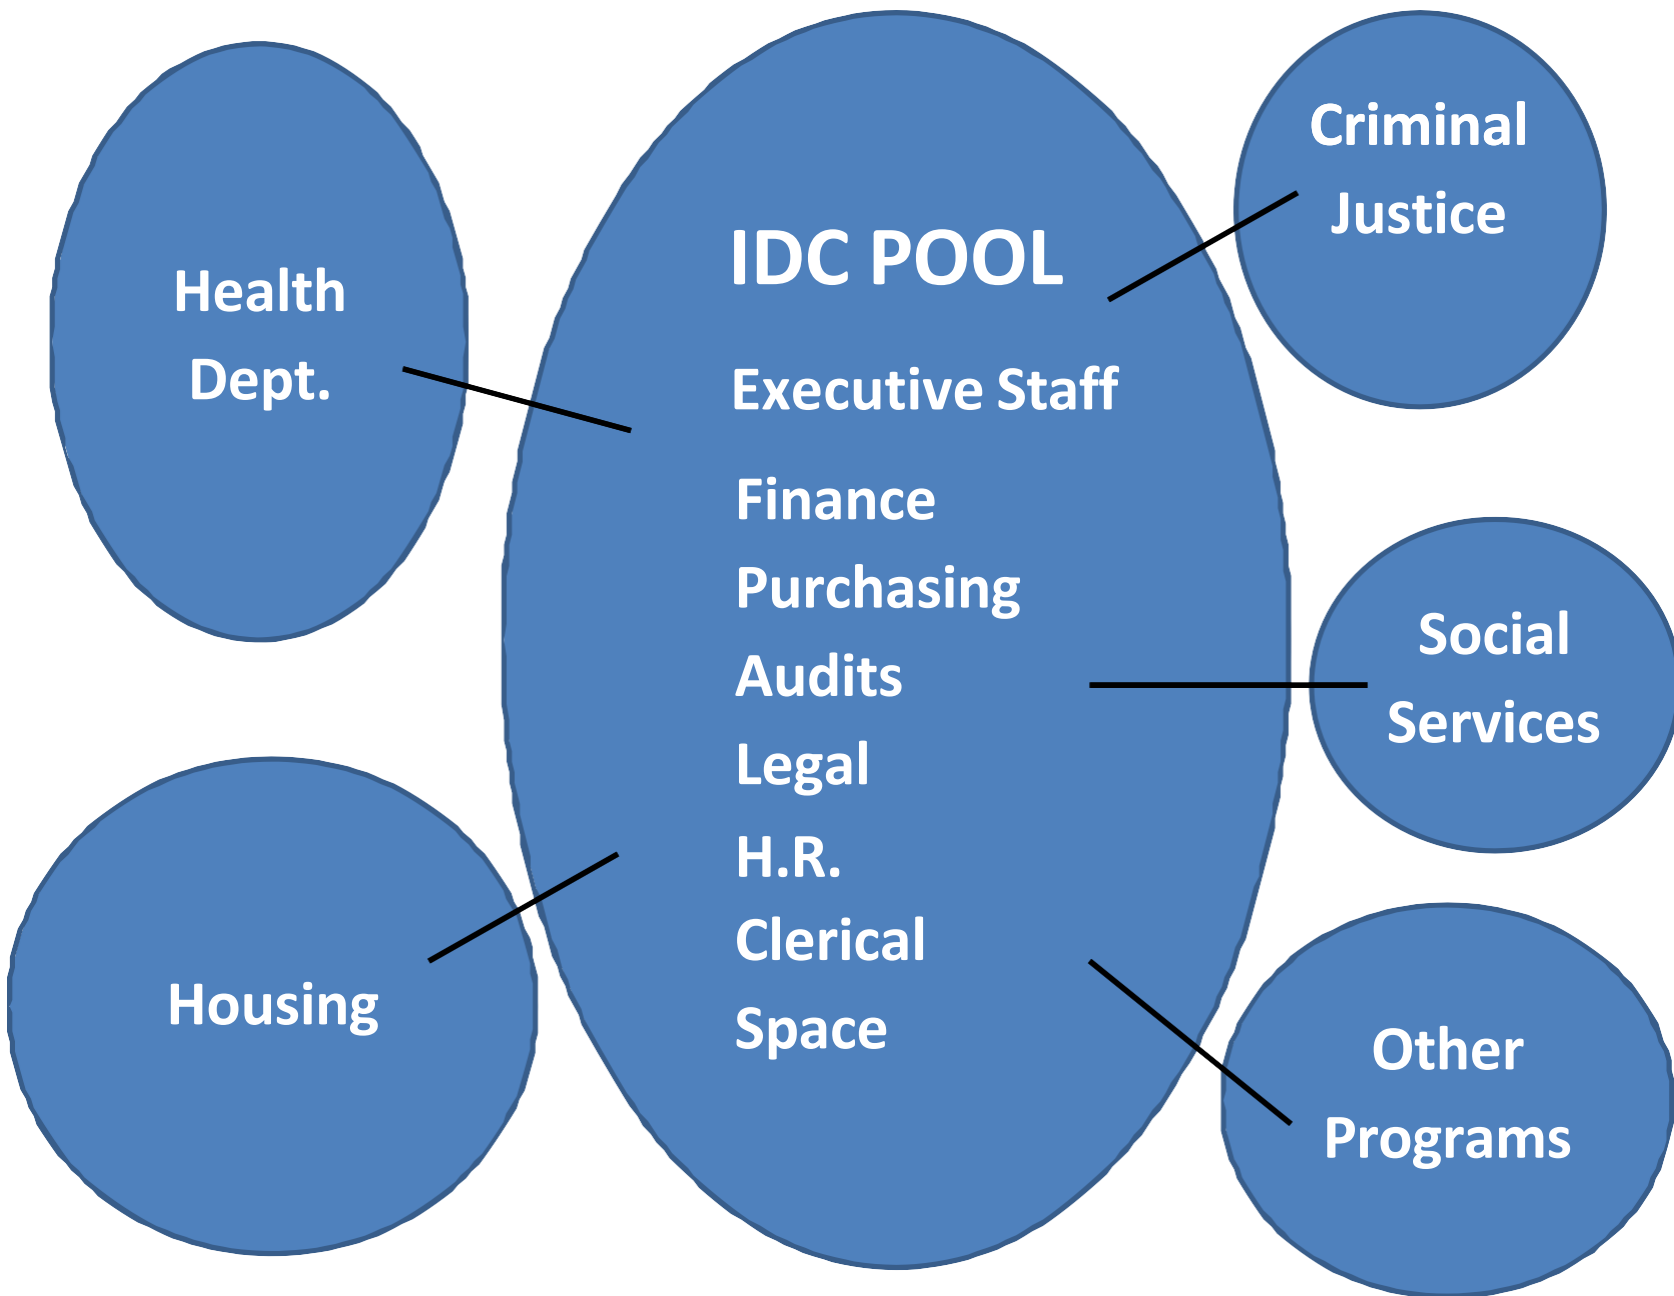 Health
Dept.
Housing
IDC POOL
Executive Staff
Finance
Purchasing
Audits
Legal
H.R.
Clerical
Space
Criminal
Justice
Social
Services
Other
Programs